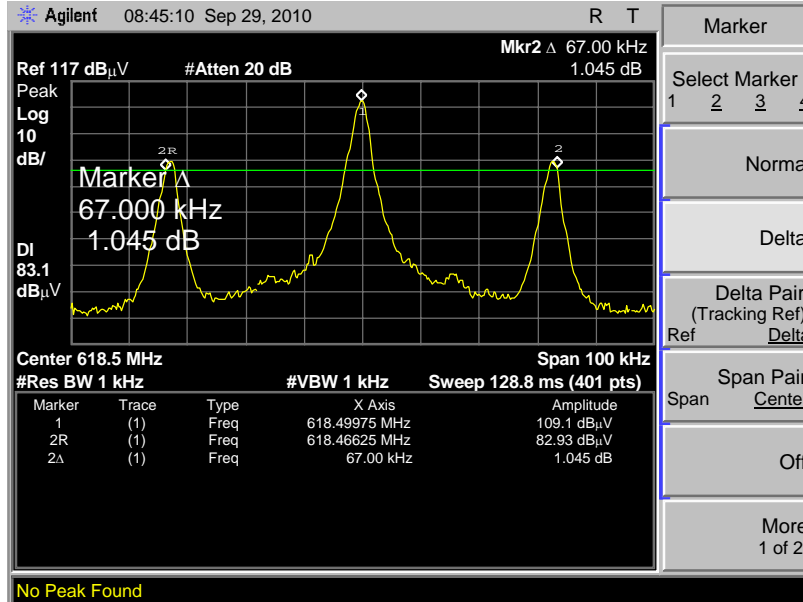 Agilent 08:45:10 Sep 29, 2010 R T
Mkr2 Δ 67.00 kHz
Ref 117 dBμV #Atten 20 dB 1.045 dB
Peak
Log
10
dB/
1
2R
2
Marker Δ
67.000 kHz
1.045 dB
DI
83.1
dBμV
Center 618.5 MHz Span 100 kHz
#Res BW 1 kHz #VBW 1 kHz Sweep 128.8 ms (401 pts)
Marker Trace Type X Axis Amplitude
1 (1) Freq 618.49975 MHz 109.1 dBμV
2R (1) Freq 618.46625 MHz 82.93 dBμV
2Δ (1) Freq 67.00 kHz 1.045 dB
No Peak Found
Marker
Select Marker
1 2 3 4
Norma
Delta
Delta Pair
(Tracking Ref)
Ref Delta
Span Pair
Span Cente
Of
More
1 of 2